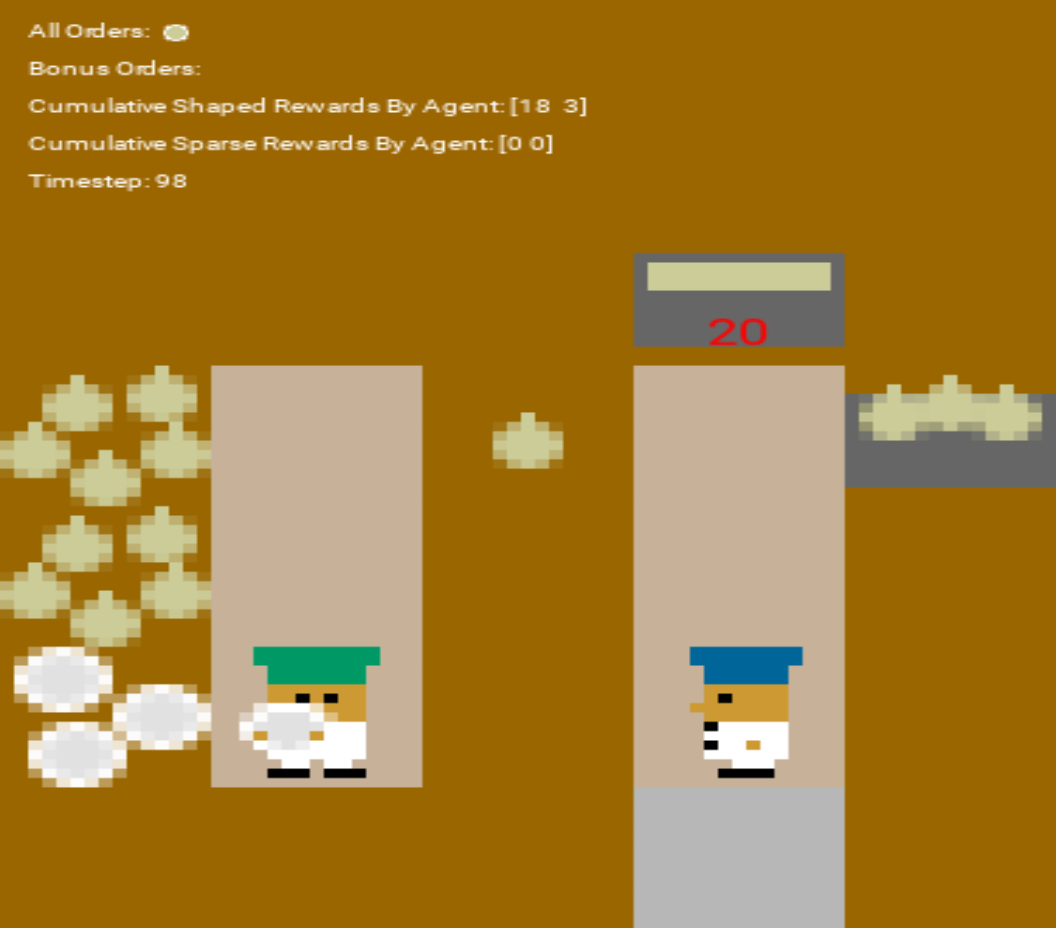 All Orders:
Bonus Orders:
Cumulative Shaped Rewards By Agent: [18 3]
Cumulative Sparse Rewards By Agent: [0 0]
Timestep: 98
20